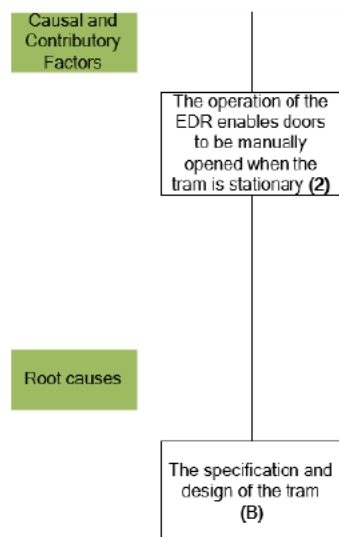 Causal and
Contributory
Factors
The operation of the
EDR enables doors
to be manually
opened when the
tram is stationary (2)
Root causes
The specification and
design of the tram
(B)